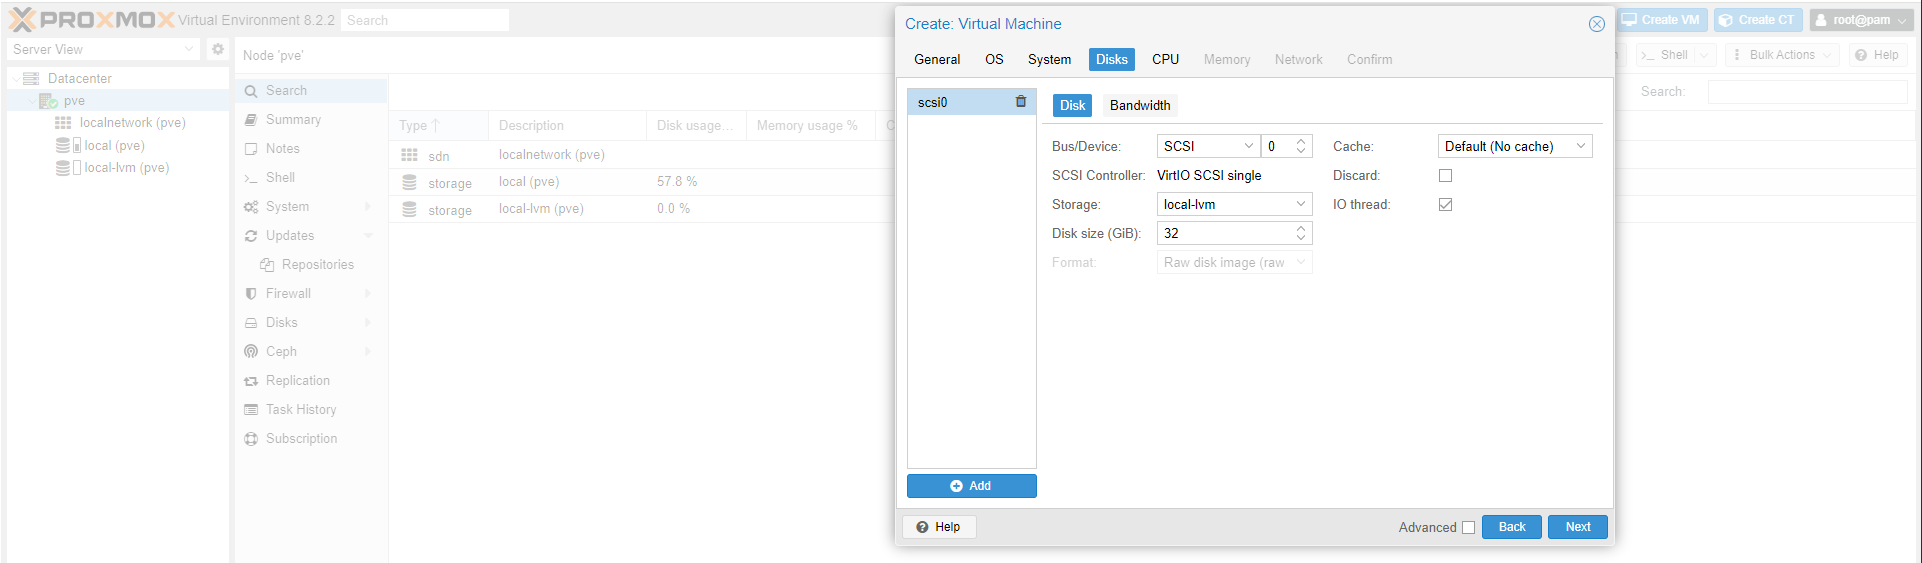 PROXMOX Virtual Environment 8.2.2 Search
Create VM Create CT root@pam
Server View
Datacenter
pve
localnetwork (pve)
local (pve)
local-lvm (pve)
Node 'pve'
Shell Bulk Actions Help
Search:
Search
Summary
Notes
Shell
System
Updates
Repositories
Firewall
Disks
Ceph
Replication
Task History
Subscription
Type Description Disk usage... Memory usage % C
sdn localnetwork (pve)
storage local (pve) 57.8 %
storage local-lvm (pve) 0.0 %
Create: Virtual Machine
General OS System Disks CPU Memory Network Confirm
scsi0
Add
Disk Bandwidth
Bus/Device: SCSI 0
SCSI Controller: VirtIO SCSI single
Storage: local-lvm
Disk size (GiB): 32
Format: Raw disk image (raw
Cache: Default (No cache)
Discard:
IO thread:
Help Advanced Back Next